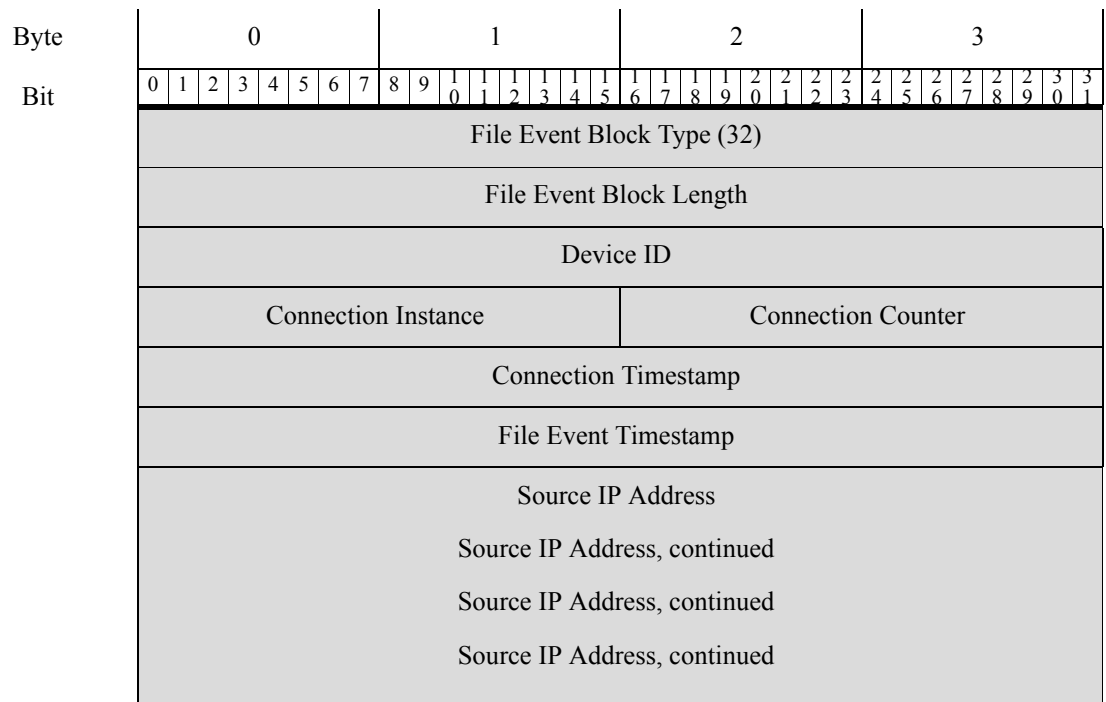 Byte 0 1 2 3
Bit 0 1 2 3 4 5 6 7 8 9 10 11 12 13 14 15 16 17 18 19 20 21 22 23 24 25 26 27 28 29 30 31
File Event Block Type (32)
File Event Block Length
Device ID
Connection Instance Connection Counter
Connection Timestamp
File Event Timestamp
Source IP Address
Source IP Address, continued
Source IP Address, continued
Source IP Address, continued